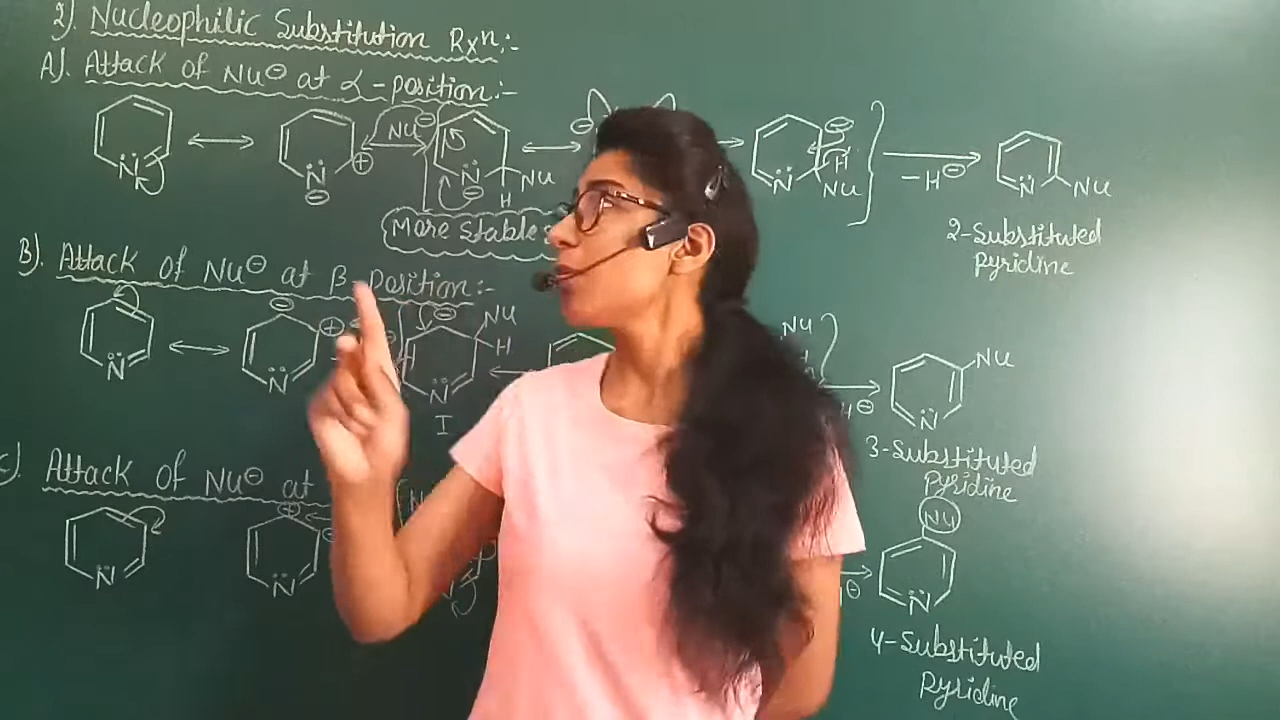 2). Nucleophilic Substitution Rxn:-
A). Attack of Nu⊖ at α-position:-
N ⊖
N ⊕ ⊖
Nu⊖
N ⊖ Nu H
⊖
N ⊖ H Nu
-H⊖
N Nu
More stable
2-Substituted
pyridine
B). Attack of Nu⊖ at β-position:-
N
⊖ ⊕ N
⊖ Nu H N
I
Nu
⊖
Nu N
3-Substituted
Pyridine
C). Attack of Nu⊖ at
N
⊕ ⊖ N
N
⊖
Nu N
4-Substituted
Pyridine